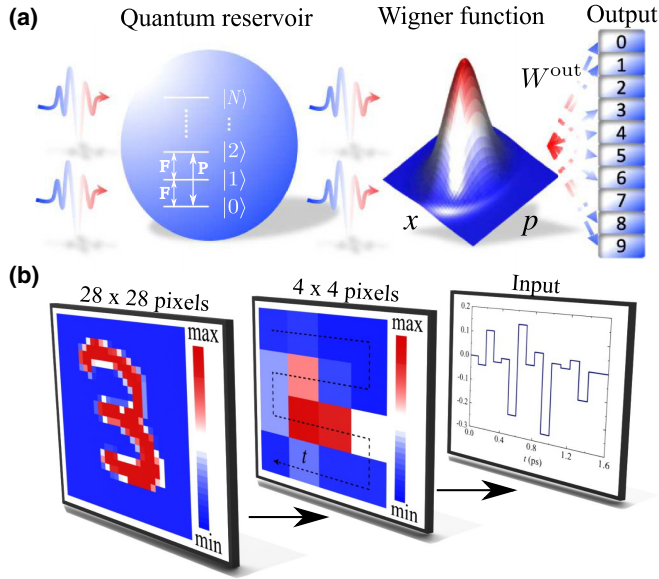 (a) Quantum reservoir Wigner function Output
|N⟩
⋮
|2⟩
|1⟩
|0⟩
F
F
P
x
p
W^out
0
1
2
3
4
5
6
7
8
9
(b)
28 x 28 pixels
max
min
4 x 4 pixels
max
min
t
Input
0.2
0.1
0.0
-0.1
-0.2
-0.3
0.0 0.4 0.8 1.2 1.6
t (ps)